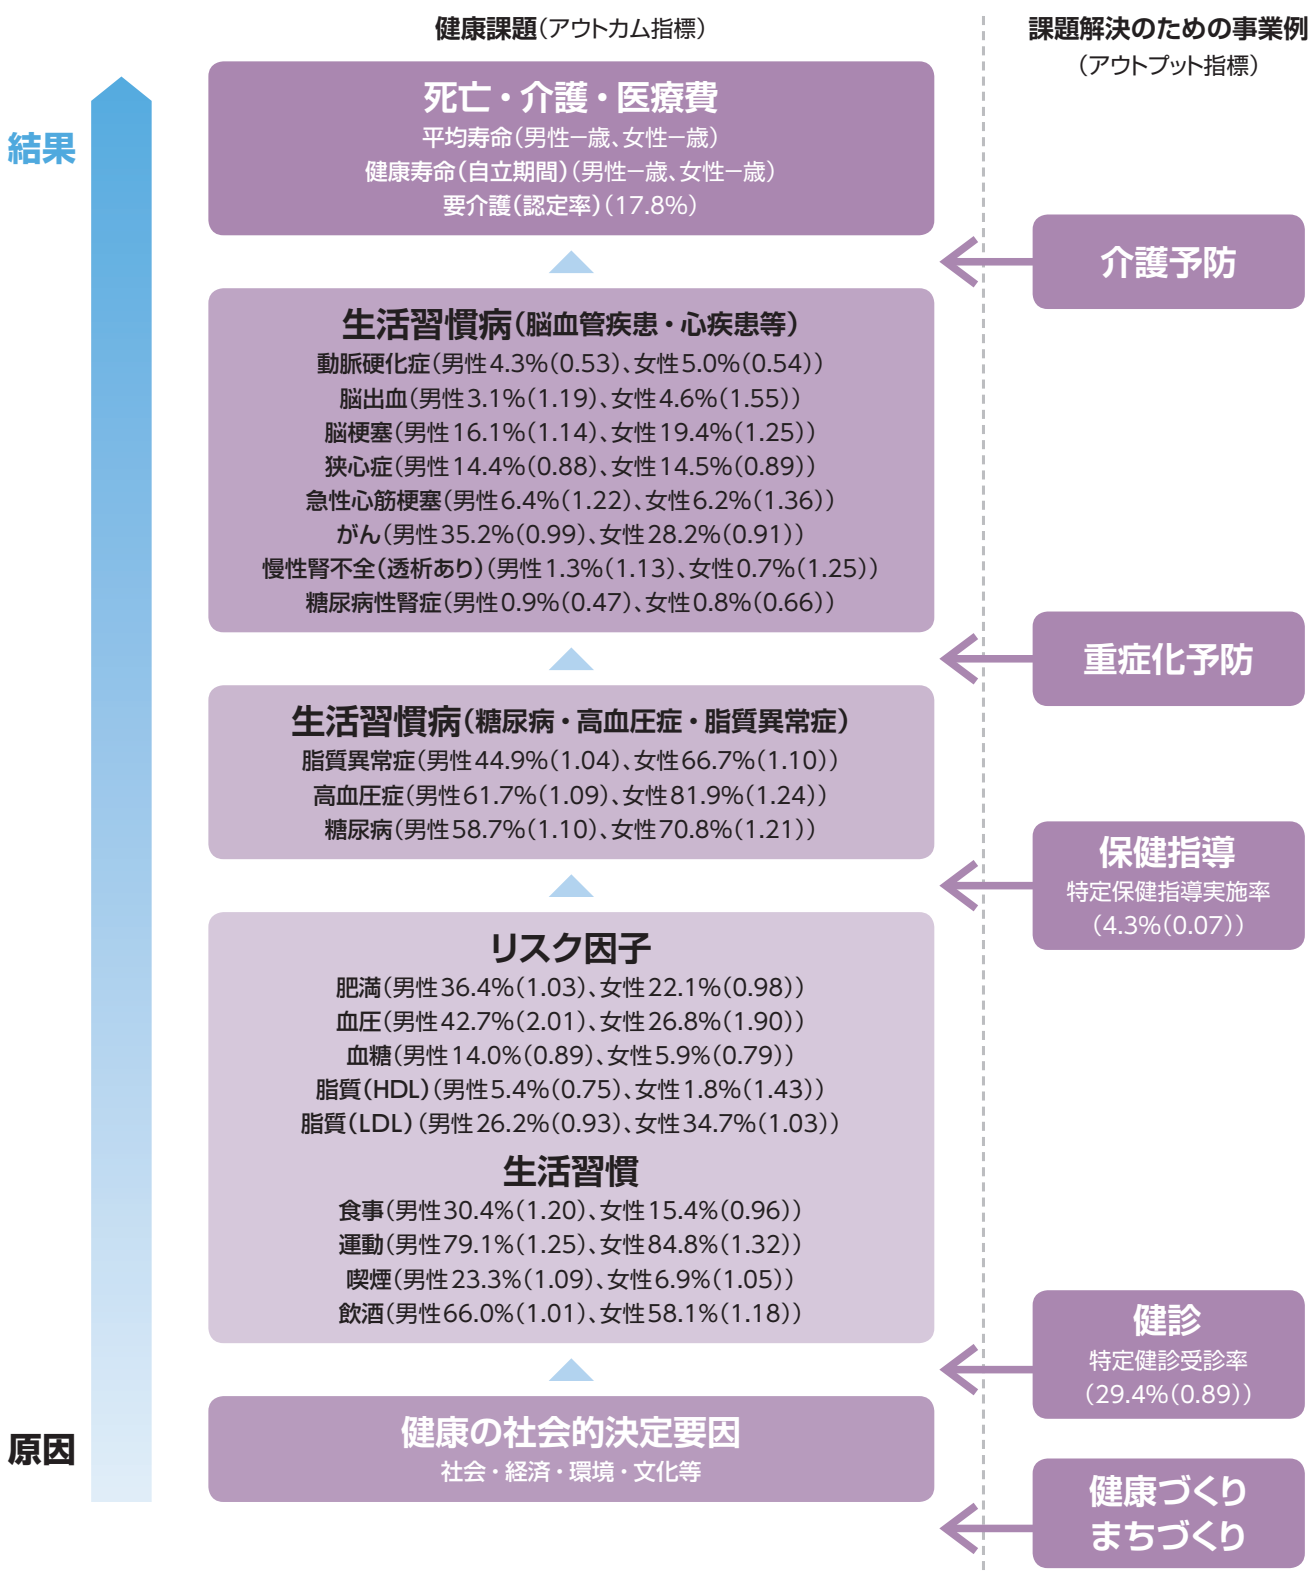 健康課題（アウトカム指標）
課題解決のための事業例
（アウトプット指標）
結果
死亡・介護・医療費
平均寿命（男性ー歳、女性ー歳）
健康寿命（自立期間）（男性ー歳、女性ー歳）
要介護（認定率）（17.8%）
介護予防
生活習慣病（脳血管疾患・心疾患等）
動脈硬化症（男性4.3%（0.53）、女性5.0%（0.54））
脳出血（男性3.1%（1.19）、女性4.6%（1.55））
脳梗塞（男性16.1%（1.14）、女性19.4%（1.25））
狭心症（男性14.4%（0.88）、女性14.5%（0.89））
急性心筋梗塞（男性6.4%（1.22）、女性6.2%（1.36））
がん（男性35.2%（0.99）、女性28.2%（0.91））
慢性腎不全（透析あり）（男性1.3%（1.13）、女性0.7%（1.25））
糖尿病性腎症（男性0.9%（0.47）、女性0.8%（0.66））
重症化予防
生活習慣病（糖尿病・高血圧症・脂質異常症）
脂質異常症（男性44.9%（1.04）、女性66.7%（1.10））
高血圧症（男性61.7%（1.09）、女性81.9%（1.24））
糖尿病（男性58.7%（1.10）、女性70.8%（1.21））
保健指導
特定保健指導実施率
（4.3%（0.07））
リスク因子
肥満（男性36.4%（1.03）、女性22.1%（0.98））
血圧（男性42.7%（2.01）、女性26.8%（1.90））
血糖（男性14.0%（0.89）、女性5.9%（0.79））
脂質（HDL）（男性5.4%（0.75）、女性1.8%（1.43））
脂質（LDL）（男性26.2%（0.93）、女性34.7%（1.03））
生活習慣
食事（男性30.4%（1.20）、女性15.4%（0.96））
運動（男性79.1%（1.25）、女性84.8%（1.32））
喫煙（男性23.3%（1.09）、女性6.9%（1.05））
飲酒（男性66.0%（1.01）、女性58.1%（1.18））
健診
特定健診受診率
（29.4%（0.89））
原因
健康の社会的決定要因
社会・経済・環境・文化等
健康づくり
まちづくり